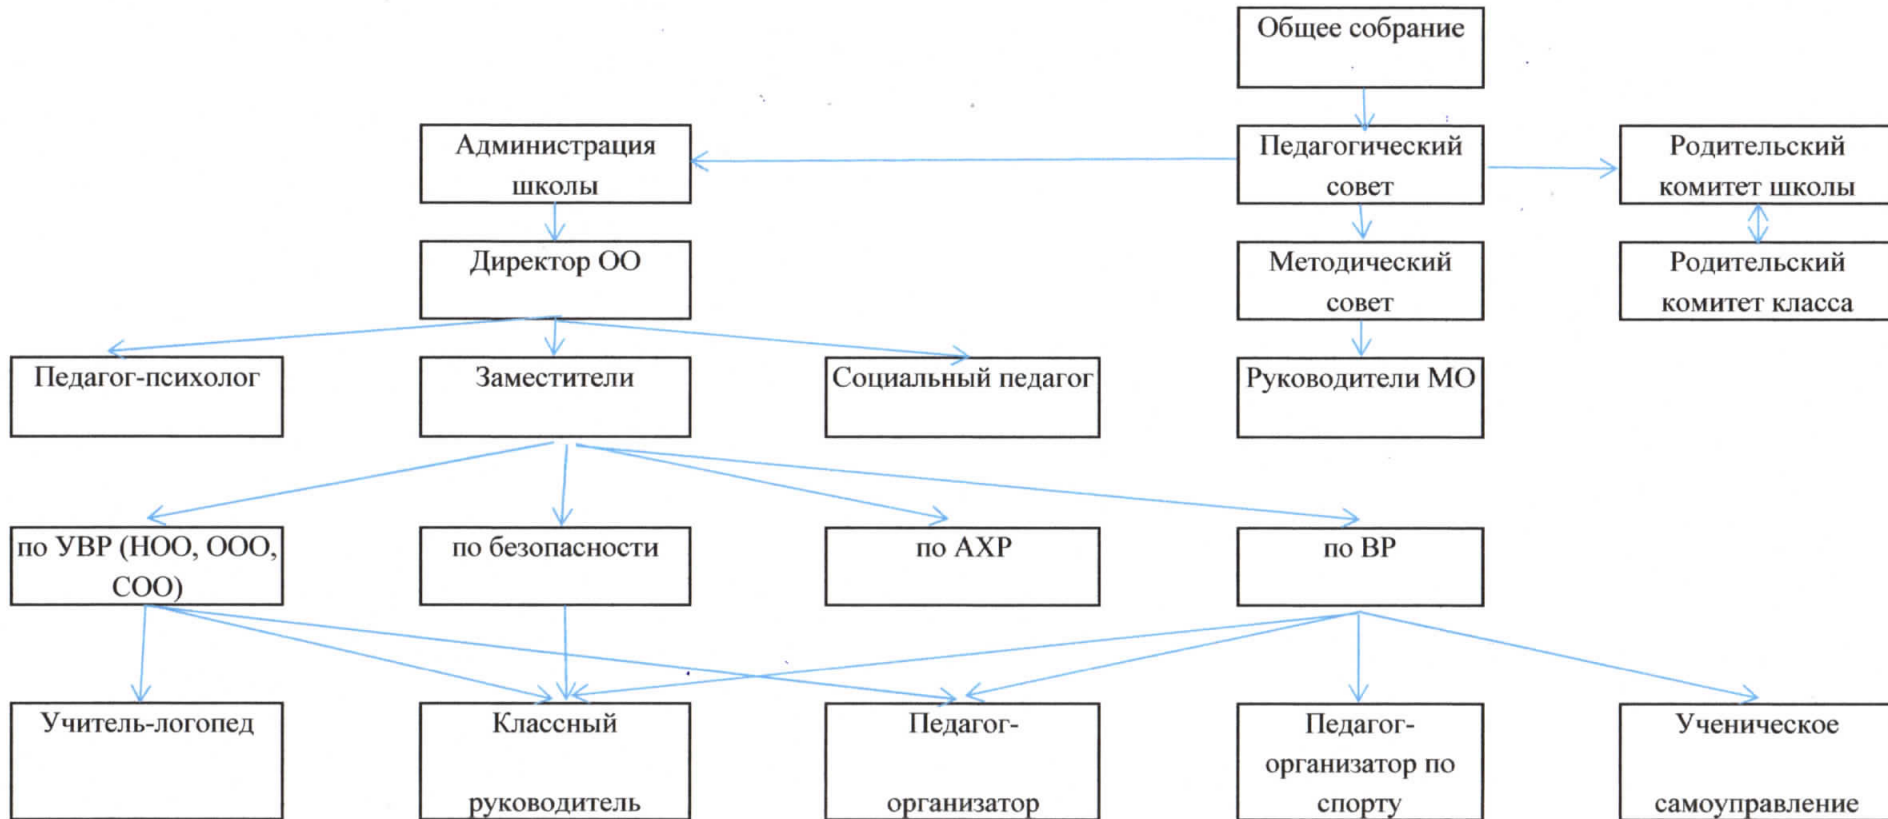 Общее собрание
Администрация
школы
Педагогический
совет
Родительский
комитет школы
Директор ОО
Методический
совет
Родительский
комитет класса
Педагог-психолог
Заместители
Социальный педагог
Руководители МО
по УВР (НОО, ООО,
СОО)
по безопасности
по АХР
по ВР
Учитель-логопед
Классный
руководитель
Педагог-
организатор
Педагог-
организатор по
спорту
Ученическое
самоуправление